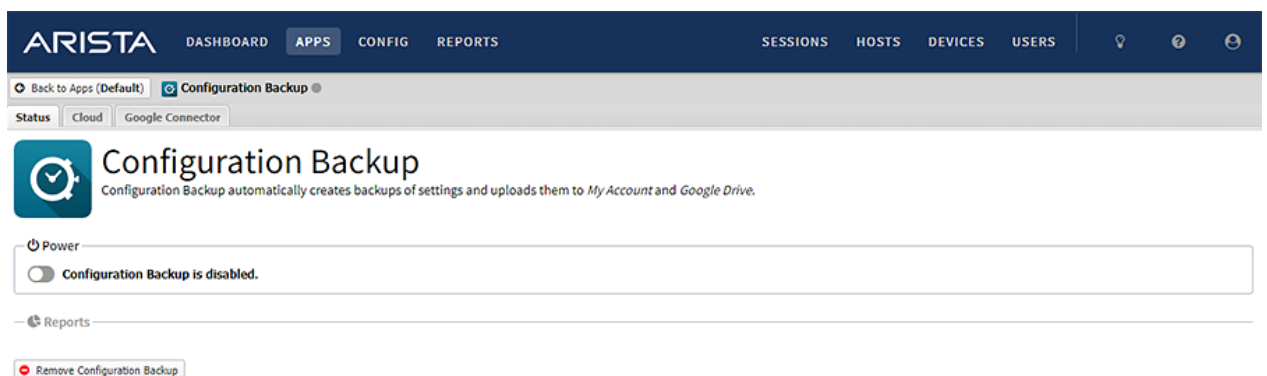 ARISTA DASHBOARD APPS CONFIG REPORTS SESSIONS HOSTS DEVICES USERS
Back to Apps (Default) Configuration Backup
Status Cloud Google Connector
Configuration Backup
Configuration Backup automatically creates backups of settings and uploads them to My Account and Google Drive.
Power
Configuration Backup is disabled.
Reports
Remove Configuration Backup